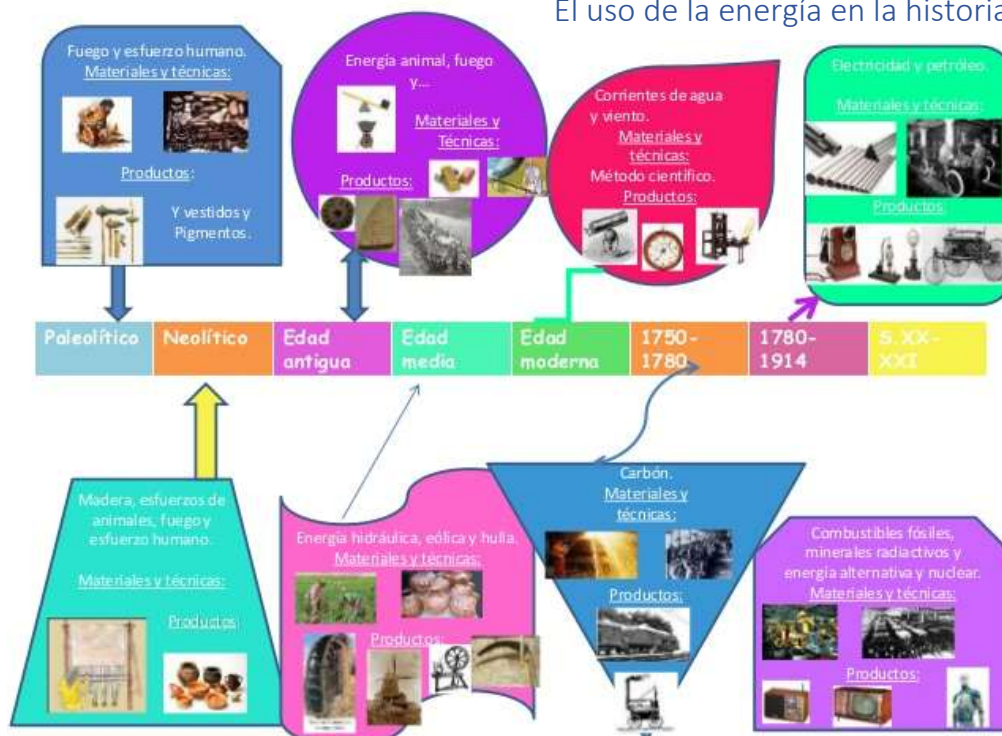 El uso de la energía en la historia
Fuego y esfuerzo humano.
Materiales y técnicas:
Productos:
Y vestidos y
Pigmentos.
Energía animal, fuego
y...
Materiales y
Técnicas:
Productos:
Corrientes de agua
y viento.
Materiales y
técnicas:
Método científico.
Productos:
Electricidad y petróleo.
Materiales y técnicas:
Productos:
Paleolítico
Neolítico
Edad
antigua
Edad
media
Edad
moderna
1750-
1780
1780-
1914
S.XX-
XXI
Madera, esfuerzos de
animales, fuego y
esfuerzo humano.
Materiales y técnicas:
Productos:
Energía hidráulica, eólica y hulla.
Materiales y técnicas:
Productos:
Carbón.
Materiales y
técnicas:
Productos:
Combustibles fósiles,
minerales radiactivos y
energía alternativa y nuclear.
Materiales y técnicas:
Productos: